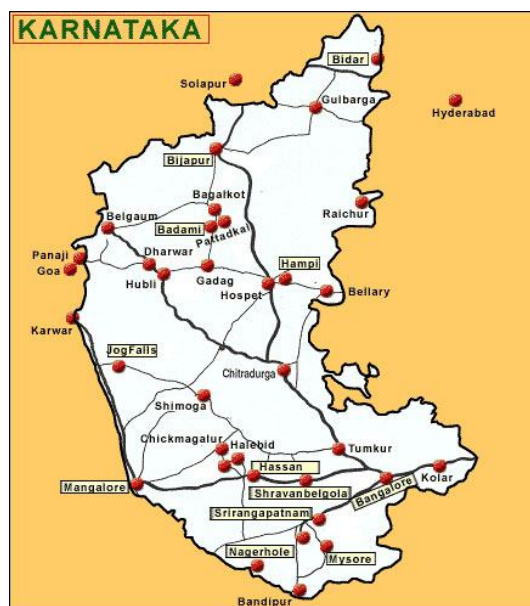 KARNATAKA
Bidar
Solapur
Gulbarga
Hyderabad
Bijapur
Bagalkot
Raichur
Belgaum
Badami
Pattadkal
Panaji
Dharwar
Goa
Hampi
Hubli
Gadag
Hospet
Bellary
Karwar
JogFalls
Chitradurga
Shimoga
Chickmagalur
Halebid
Tumkur
Hassan
Mangalore
Shravanbelgola
Bangalore
Kolar
Srirangapatnam
Nagerhole
Mysore
Bandipur